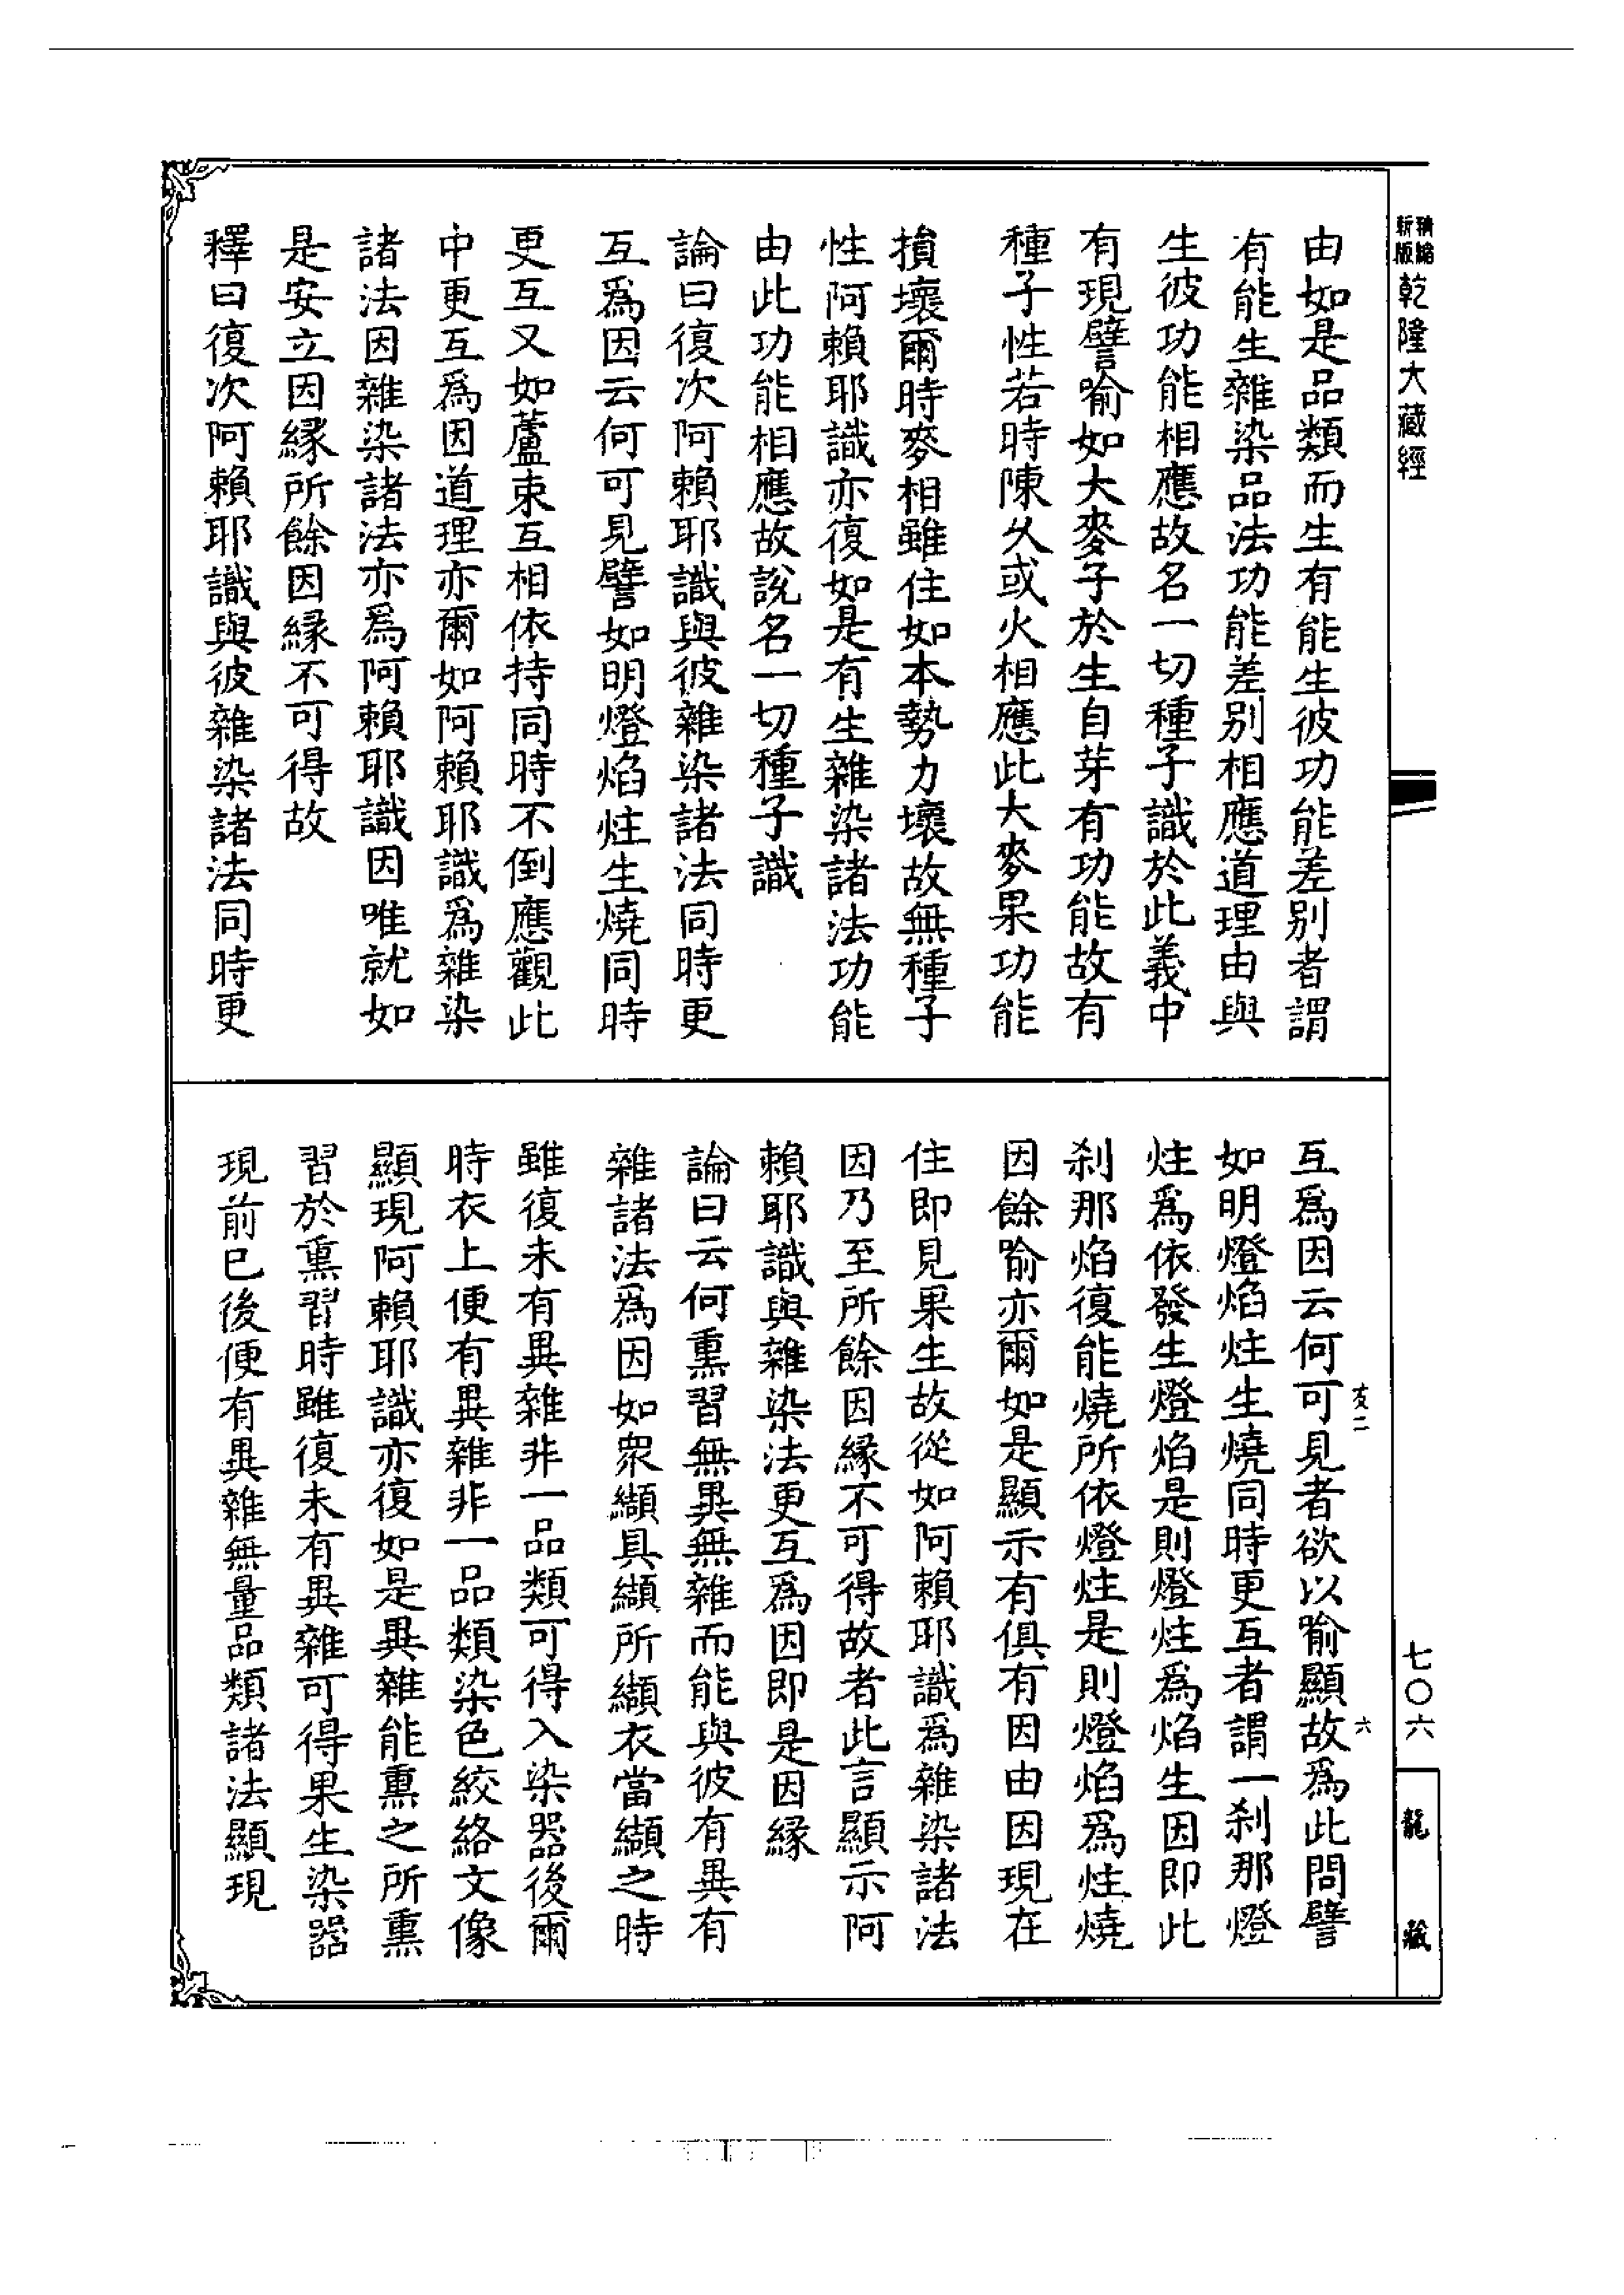 精縮
新版
乾隆大藏經
由如是品類而生有能生彼功能差別者謂
有能生雜染品法功能差別相應道理由與
生彼功能相應故名一切種子識於此義中
有現譬喻如大麥子於生自芽有功能故有
種子性若時陳久或火相應此大麥果功能
損壞爾時麥相雖住如本勢力壞故無種子
性阿賴耶識亦復如是有生雜染諸法功能
由此功能相應故說名一切種子識
論曰復次阿賴耶識與彼雜染諸法同時更
互爲因云何可見譬如明燈焰炷生燒同時
更互又如蘆束互相依持同時不倒應觀此
中更互爲因道理亦爾如阿賴耶識爲雜染
諸法因雜染諸法亦爲阿賴耶識因唯就如
是安立因緣所餘因緣不可得故
釋曰復次阿賴耶識與彼雜染諸法同時更
互爲因云何可見者欲以喻顯故爲此問譬
如明燈焰炷生燒同時更互者謂一刹那燈
炷爲依發生燈焰是則燈炷爲焰生因即此
刹那焰復能燒所依燈炷是則燈焰爲炷燒
因餘喻亦爾如是顯示有俱有因由因現在
住即見果生故從如阿賴耶識爲雜染諸法
因乃至所餘因緣不可得故者此言顯示阿
賴耶識與雜染法更互爲因即是因緣
論曰云何熏習無異無雜而能與彼有異有
雜諸法爲因如衆纈具纈所纈衣當纈之時
雖復未有異雜非一品類可得入染器後爾
時衣上便有異雜非一品類染色絞絡文像
顯現阿賴耶識亦復如是異雜能熏之所熏
習於熏習時雖復未有異雜可得果生染器
現前已後便有異雜無量品類諸法顯現
六
七〇六
龍藏